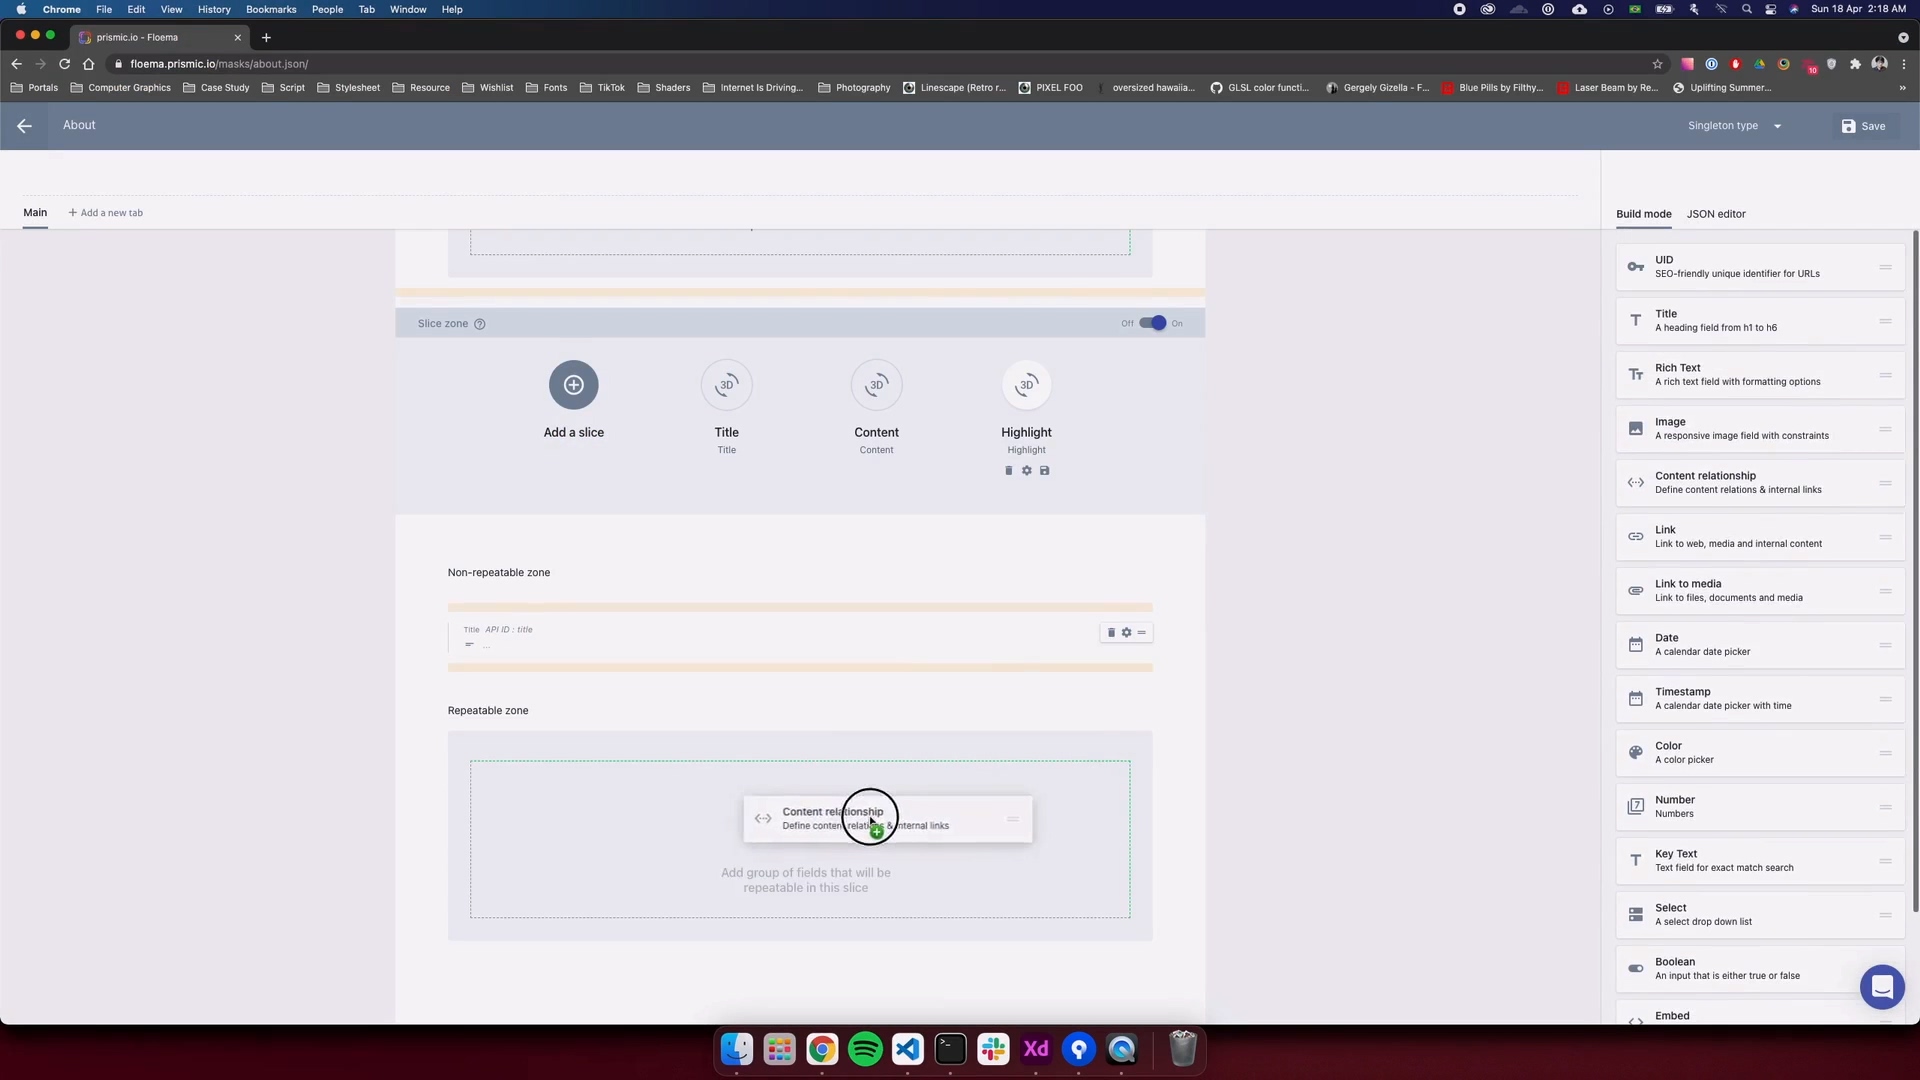 Chrome File Edit View History Bookmarks People Tab Window Help Sun 18 Apr 2:18 AM
prismic.io - Floema
floema.prismic.io/masks/about.json/
10
Portals Computer Graphics Case Study Script Stylesheet Resource Wishlist Fonts TikTok Shaders Internet Is Driving... Photography Linescape (Retro r... PIXEL FOO oversized hawaiia... GLSL color functi... Gergely Gizella - F... Blue Pills by Filthy... Laser Beam by Re... Uplifting Summer... »
About Singleton type Save
Main + Add a new tab Build mode JSON editor
Slice zone Off On
3D 3D 3D
Add a slice Title Content Highlight
Title Content Highlight
Non-repeatable zone
Title API ID : title
...
Repeatable zone
Content relationship
Define content relations & internal links
Add group of fields that will be
repeatable in this slice
UID
SEO-friendly unique identifier for URLs
Title
A heading field from h1 to h6
Rich Text
A rich text field with formatting options
Image
A responsive image field with constraints
Content relationship
Define content relations & internal links
Link
Link to web, media and internal content
Link to media
Link to files, documents and media
Date
A calendar date picker
Timestamp
A calendar date picker with time
Color
A color picker
7
Number
Numbers
Key Text
Text field for exact match search
Select
A select drop down list
Boolean
An input that is either true or false
Embed
Xd